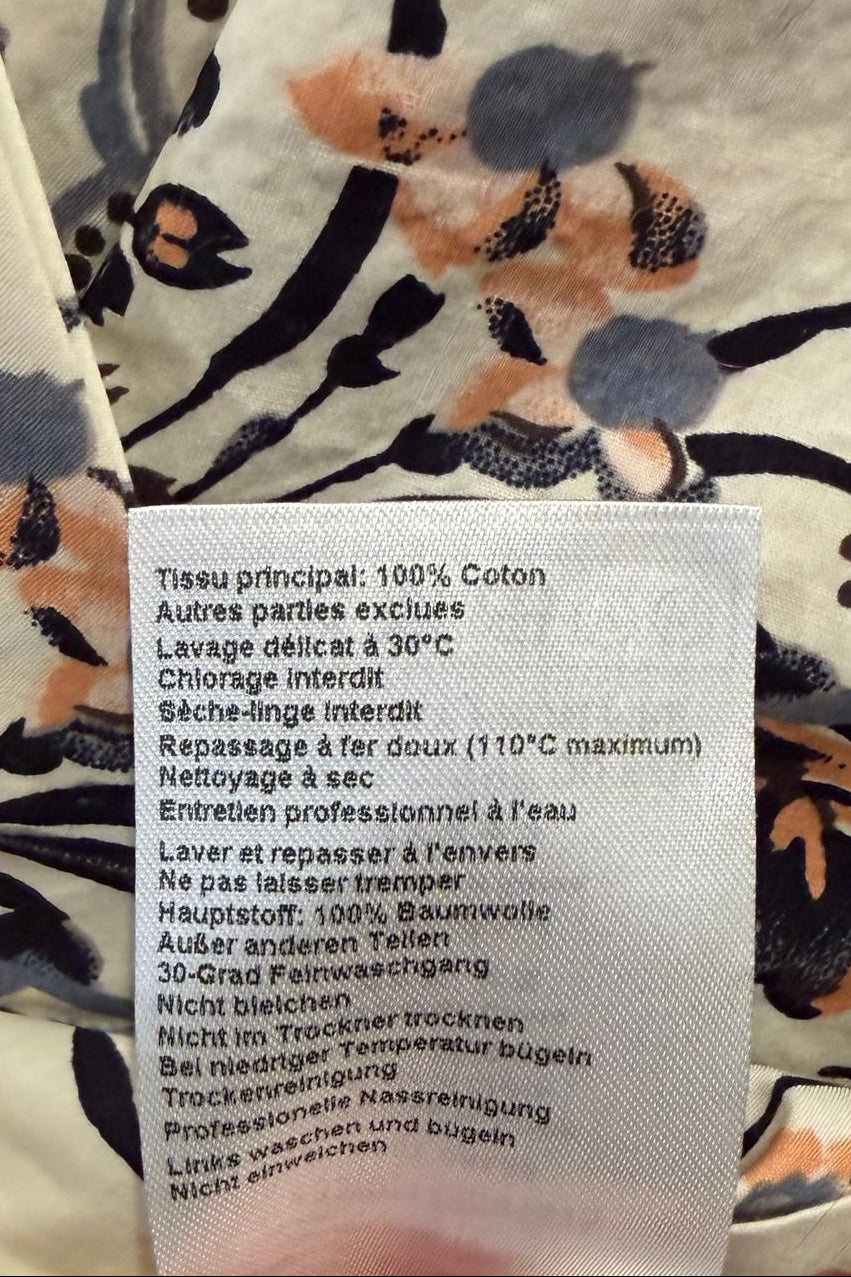 Tissu principal: 100% Coton
Autres parties exclues
Lavage délicat à 30°C
Chlorage interdit
Sèche-linge interdit
Repassage à fer doux (110°C maximum)
Nettoyage à sec
Entretien professionnel à l'eau
Laver et repasser à l'envers
Ne pas laisser tremper
Hauptstoff: 100% Baumwolle
Außer anderen Teilen
30-Grad Feinwaschgang
Nicht bleichen
Nicht im Trockner trocknen
Bei niedriger Temperatur bügeln
Trockenreinigung
Professionelle Nassreinigung
Links waschen und bügeln
Nicht einweichen